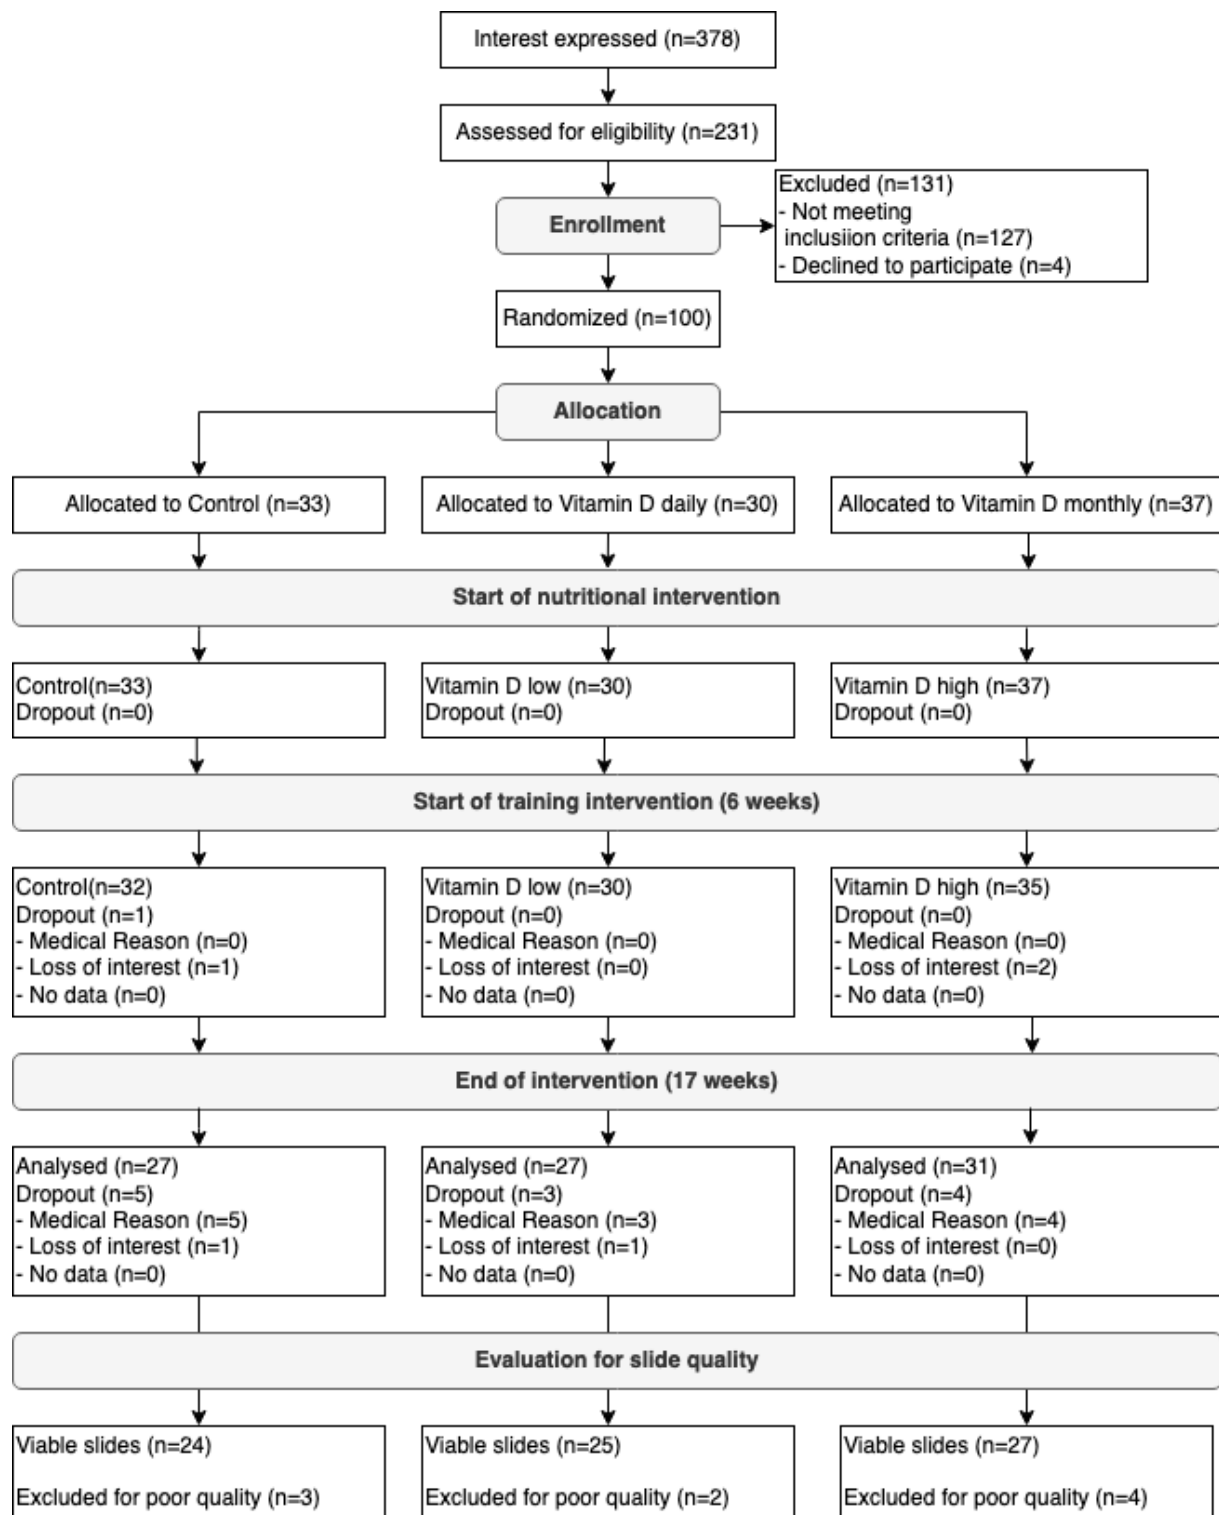 Interest expressed (n=378)
Assessed for eligibility (n=231)
Enrollment
Excluded (n=131)
- Not meeting
inclusiion criteria (n=127)
- Declined to participate (n=4)
Randomized (n=100)
Allocation
Allocated to Control (n=33)
Allocated to Vitamin D daily (n=30)
Allocated to Vitamin D monthly (n=37)
Start of nutritional intervention
Control(n=33)
Dropout (n=0)
Vitamin D low (n=30)
Dropout (n=0)
Vitamin D high (n=37)
Dropout (n=0)
Start of training intervention (6 weeks)
Control(n=32)
Dropout (n=1)
- Medical Reason (n=0)
- Loss of interest (n=1)
- No data (n=0)
Vitamin D low (n=30)
Dropout (n=0)
- Medical Reason (n=0)
- Loss of interest (n=0)
- No data (n=0)
Vitamin D high (n=35)
Dropout (n=0)
- Medical Reason (n=0)
- Loss of interest (n=2)
- No data (n=0)
End of intervention (17 weeks)
Analysed (n=27)
Dropout (n=5)
- Medical Reason (n=5)
- Loss of interest (n=1)
- No data (n=0)
Analysed (n=27)
Dropout (n=3)
- Medical Reason (n=3)
- Loss of interest (n=1)
- No data (n=0)
Analysed (n=31)
Dropout (n=4)
- Medical Reason (n=4)
- Loss of interest (n=0)
- No data (n=0)
Evaluation for slide quality
Viable slides (n=24)
Excluded for poor quality (n=3)
Viable slides (n=25)
Excluded for poor quality (n=2)
Viable slides (n=27)
Excluded for poor quality (n=4)